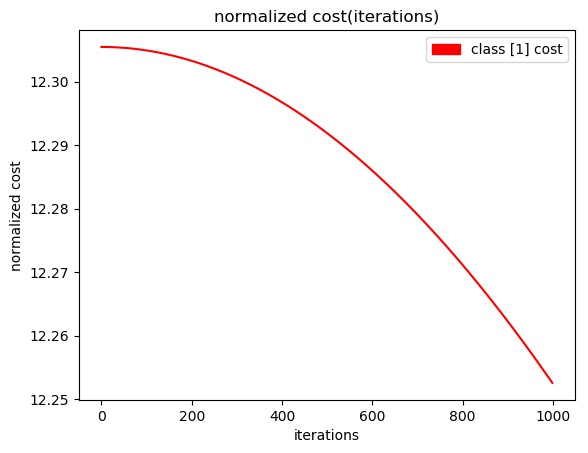 normalized cost(iterations)
class [1] cost
normalized cost
12.30
12.29
12.28
12.27
12.26
12.25
0 200 400 600 800 1000
iterations